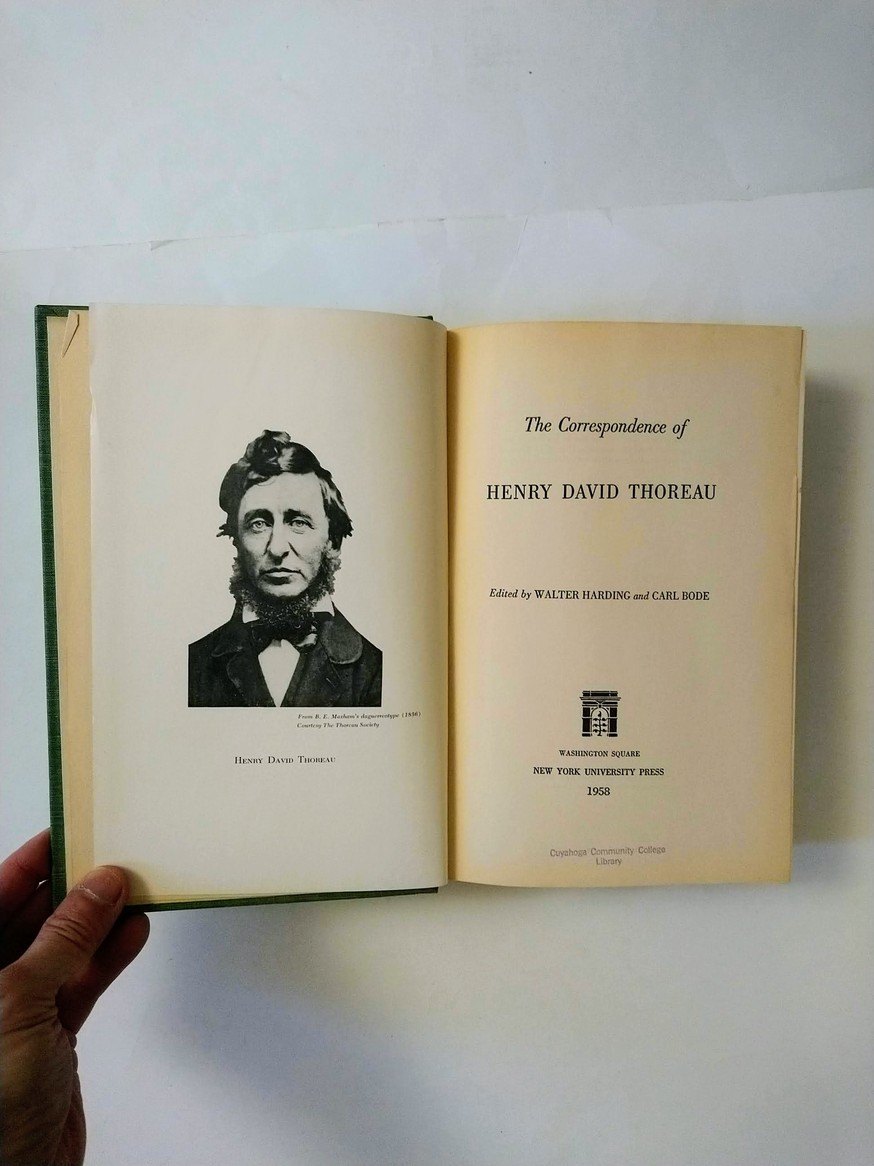 From B. E. Maxham's daguerreotype (1856)
Courtesy The Thoreau Society
HENRY DAVID THOREAU
The Correspondence of
HENRY DAVID THOREAU
Edited by WALTER HARDING and CARL BODE
WASHINGTON SQUARE
NEW YORK UNIVERSITY PRESS
1958
Cuyahoga Community College
Library